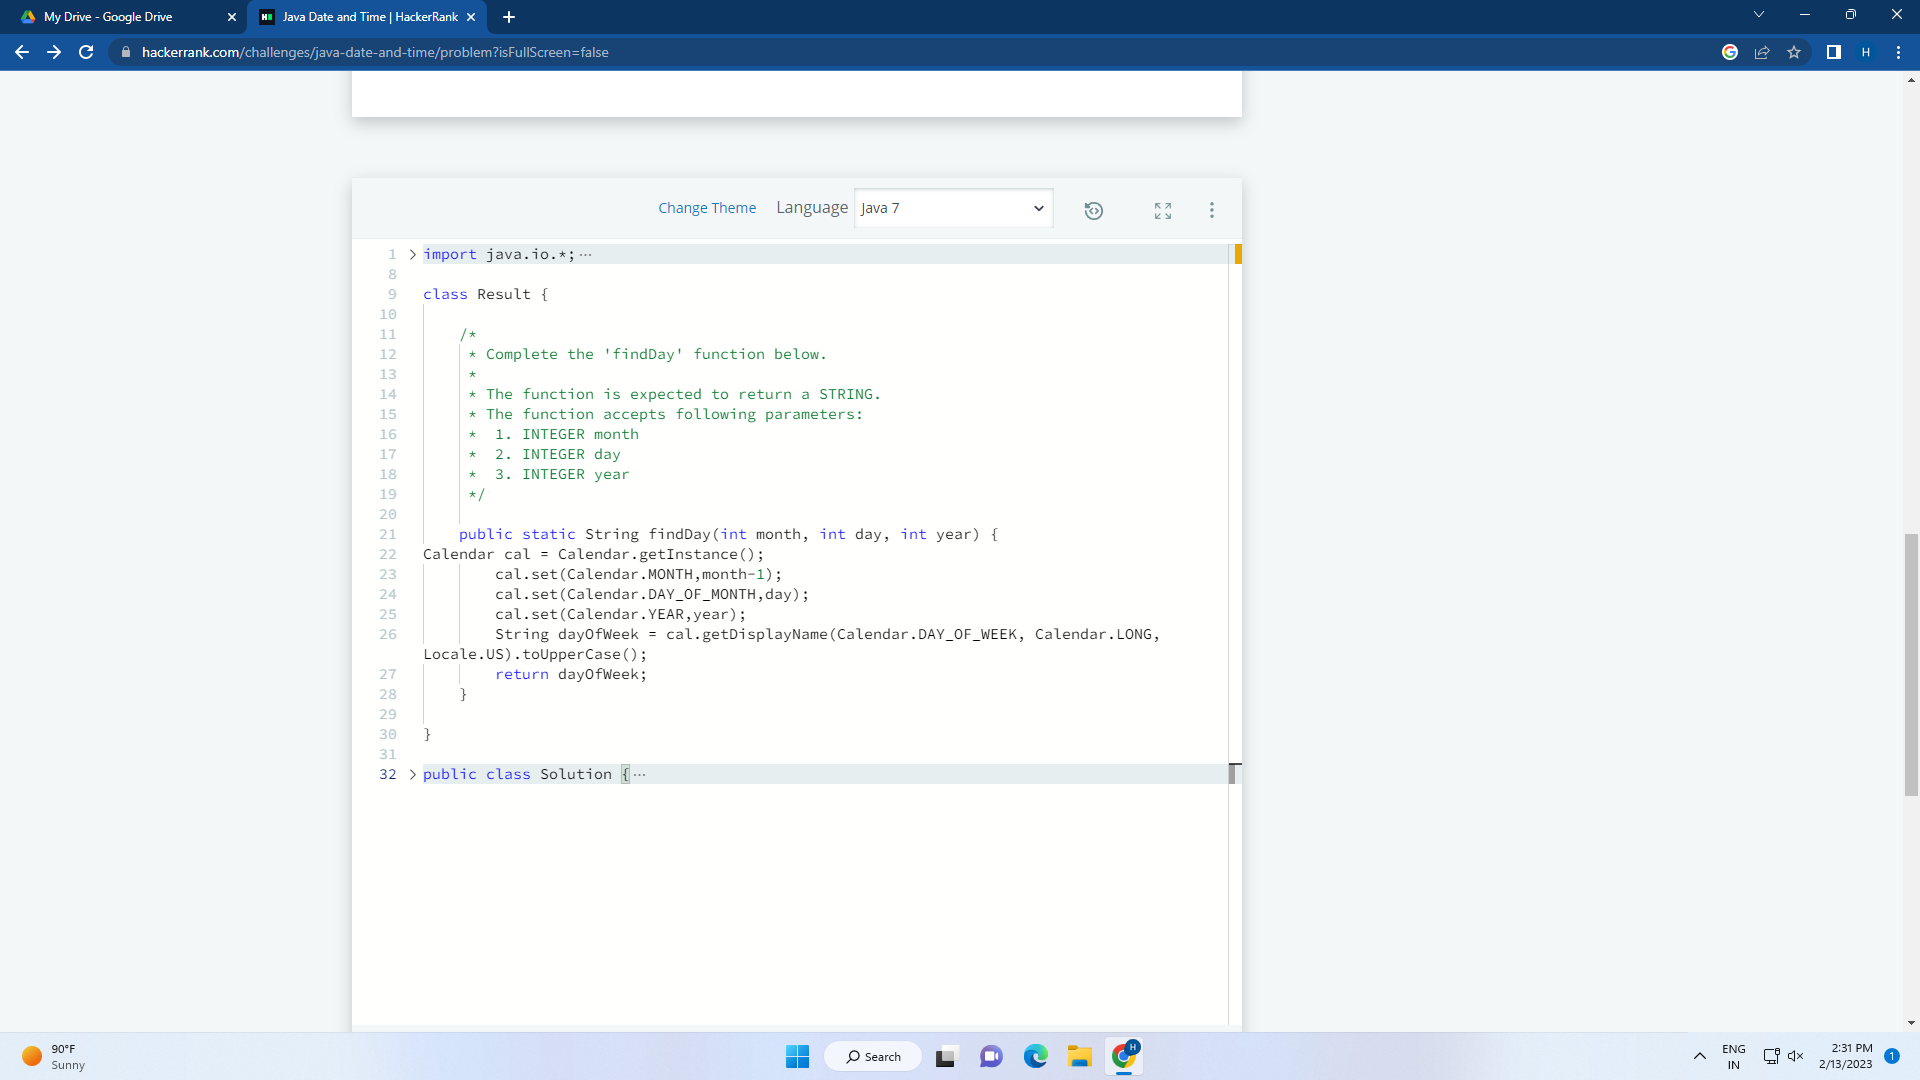 My Drive - Google Drive
Java Date and Time | HackerRank
hackerrank.com/challenges/java-date-and-time/problem?isFullScreen=false
H
Change Theme Language Java 7
1 import java.io.*;···
8
9 class Result {
10
11 /*
12 * Complete the 'findDay' function below.
13 *
14 * The function is expected to return a STRING.
15 * The function accepts following parameters:
16 * 1. INTEGER month
17 * 2. INTEGER day
18 * 3. INTEGER year
19 */
20
21 public static String findDay(int month, int day, int year) {
22 Calendar cal = Calendar.getInstance();
23 cal.set(Calendar.MONTH,month-1);
24 cal.set(Calendar.DAY_OF_MONTH,day);
25 cal.set(Calendar.YEAR,year);
26 String dayOfWeek = cal.getDisplayName(Calendar.DAY_OF_WEEK, Calendar.LONG,
Locale.US).toUpperCase();
27 return dayOfWeek;
28 }
29
30 }
31
32 public class Solution {···
90°F
Sunny
Search
H
ENG
IN
2:31 PM
2/13/2023
1